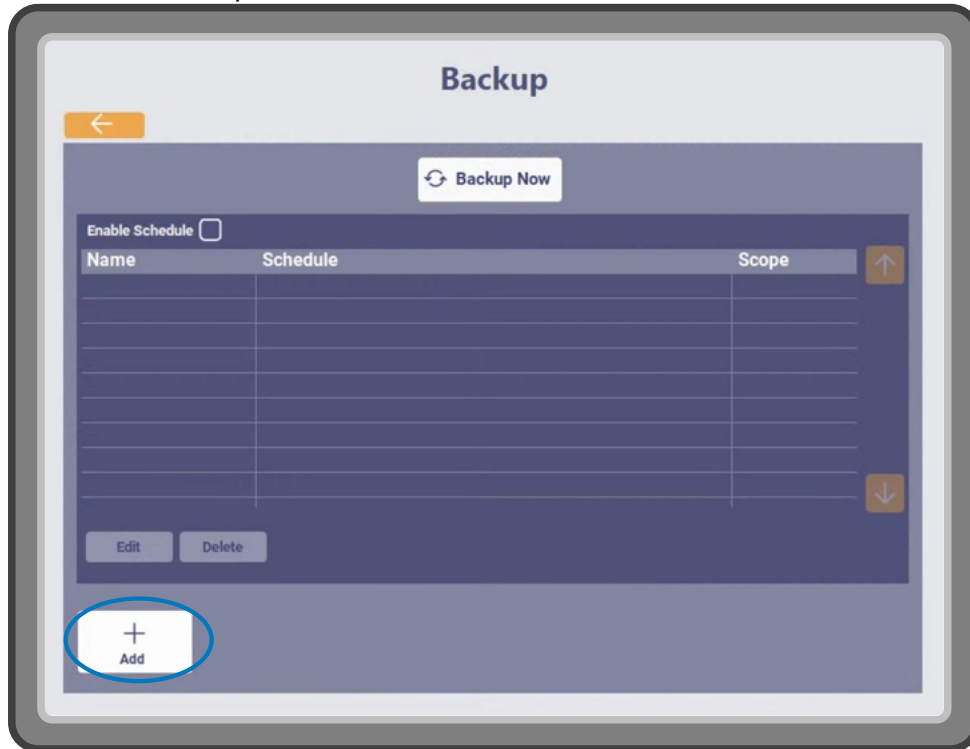 Backup
Backup Now
Enable Schedule
Name Schedule Scope
Edit Delete
Add